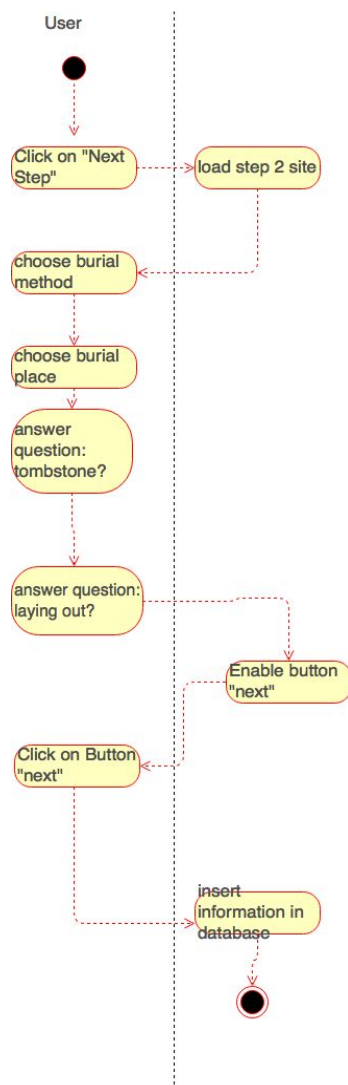 User
Click on "Next
Step"
load step 2 site
choose burial
method
choose burial
place
answer
question:
tombstone?
answer question:
laying out?
Enable button
"next"
Click on Button
"next"
insert
information in
database